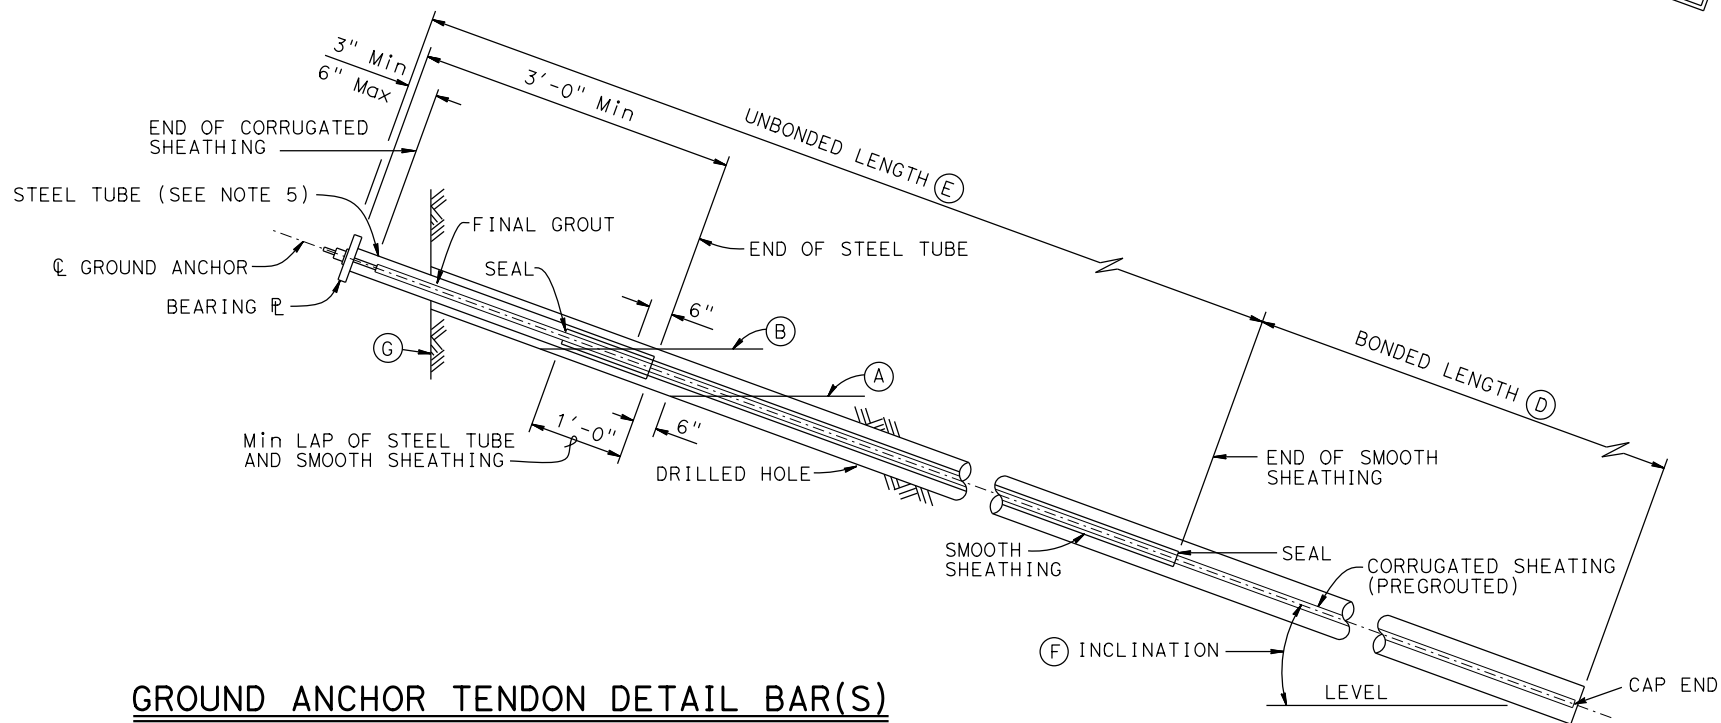 3" Min
6" Max
3'-0" Min
UNBONDED LENGTH E
END OF CORRUGATED
SHEATHING
STEEL TUBE (SEE NOTE 5)
FINAL GROUT
END OF STEEL TUBE
SEAL
℄ GROUND ANCHOR
BEARING ⅊
6"
B
G
A
BONDED LENGTH D
1'-0"
6"
Min LAP OF STEEL TUBE
AND SMOOTH SHEATHING
DRILLED HOLE
END OF SMOOTH
SHEATHING
SMOOTH
SHEATHING
SEAL
CORRUGATED SHEATING
(PREGROUTED)
F INCLINATION
LEVEL
CAP END
GROUND ANCHOR TENDON DETAIL BAR(S)